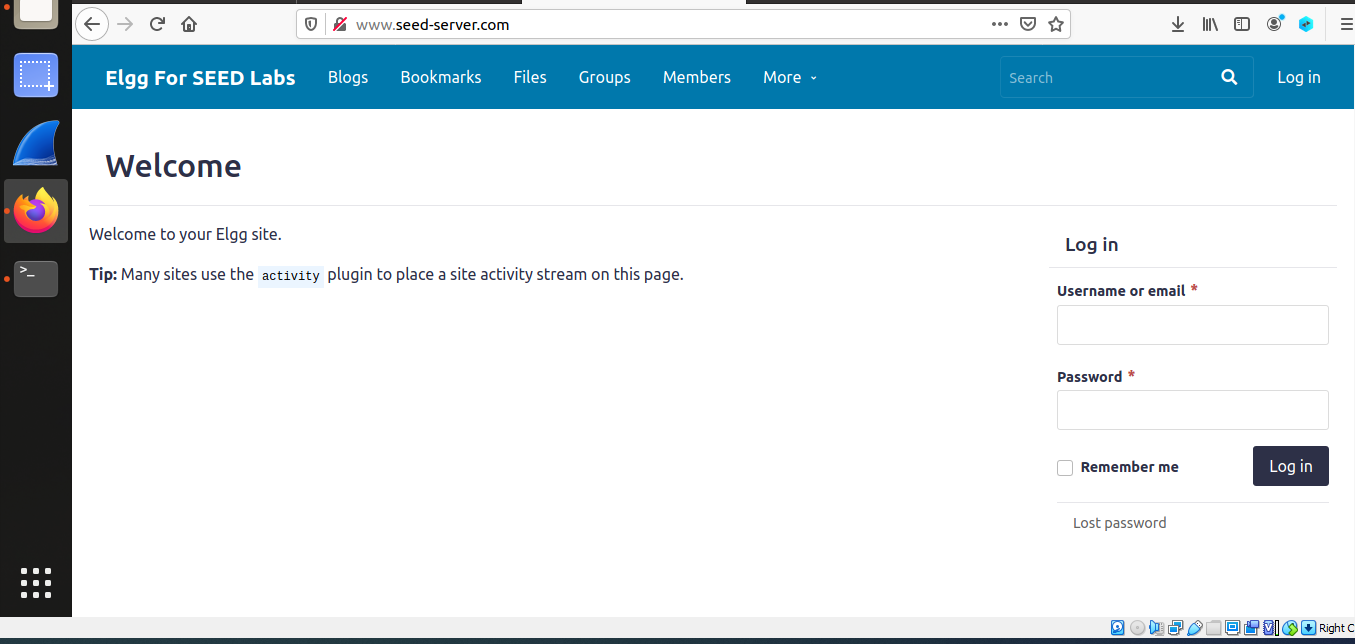 www.seed-server.com
Elgg For SEED Labs Blogs Bookmarks Files Groups Members More Search Log in
Welcome
Welcome to your Elgg site.
Tip: Many sites use the activity plugin to place a site activity stream on this page.
Log in
Username or email *
Password *
Remember me Log in
Lost password
Right C